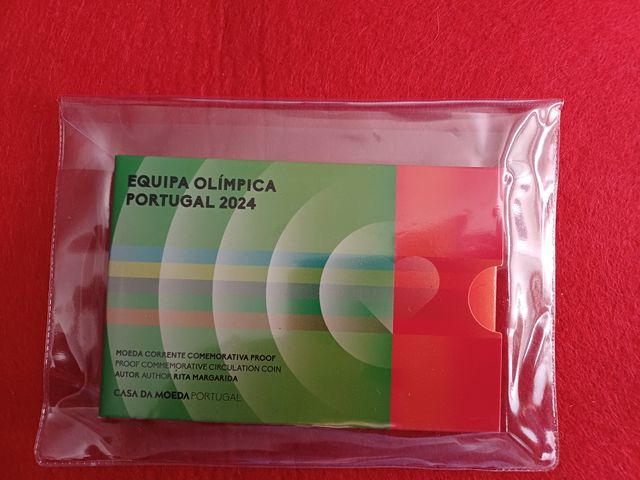 EQUIPA OLÍMPICA
PORTUGAL 2024
MOEDA CORRENTE COMEMORATIVA PROOF
PROOF COMMEMORATIVE CIRCULATION COIN
AUTOR AUTHOR RITA MARGARIDA
CASA DA MOEDA PORTUGAL